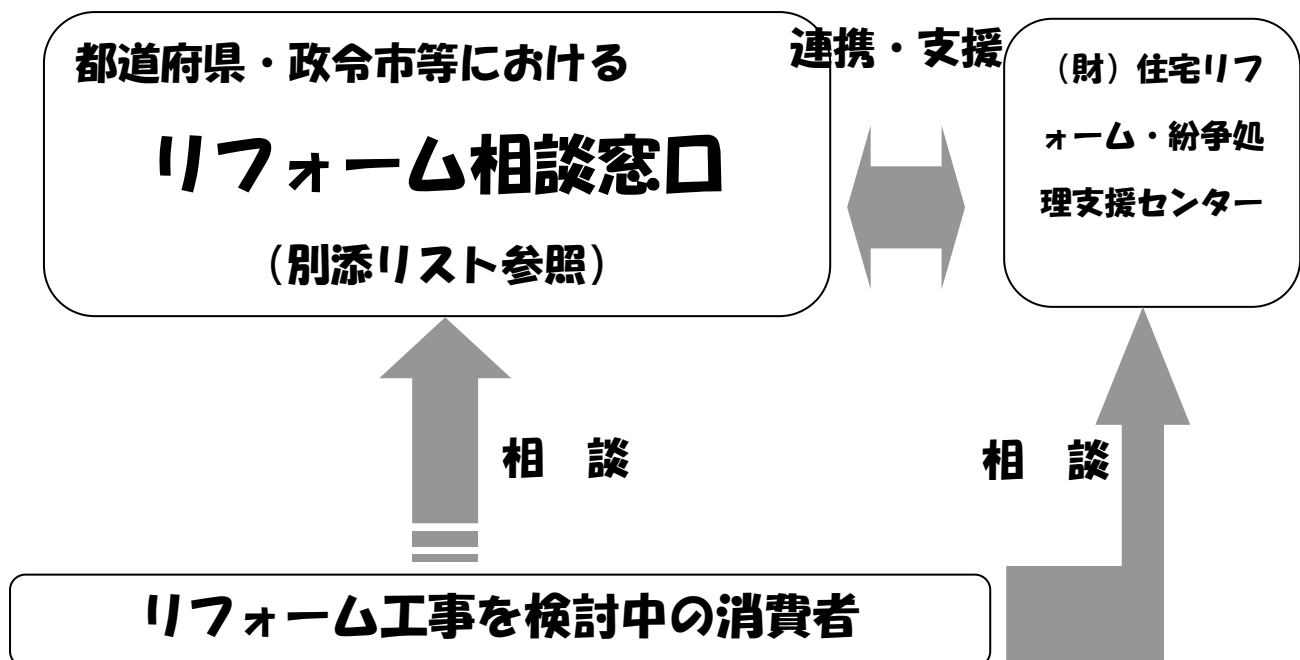 都道府県・政令市等における
リフォーム相談窓口
（別添リスト参照）
連携・支援
（財）住宅リフ
ォーム・紛争処
理支援センター
相　談
相　談
リフォーム工事を検討中の消費者